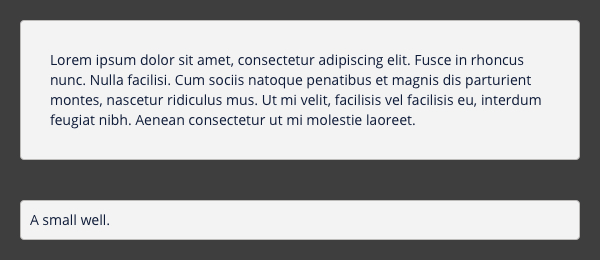 Lorem ipsum dolor sit amet, consectetur adipiscing elit. Fusce in rhoncus
nunc. Nulla facilisi. Cum sociis natoque penatibus et magnis dis parturient
montes, nascetur ridiculus mus. Ut mi velit, facilisis vel facilisis eu, interdum
feugiat nibh. Aenean consectetur ut mi molestie laoreet.
A small well.